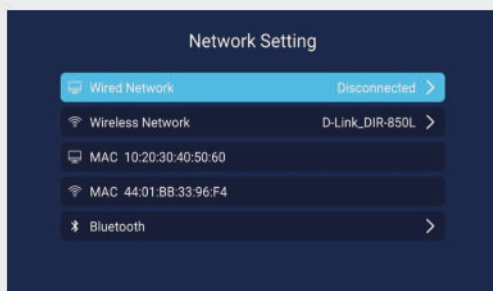 Network Setting
Wired Network Disconnected
Wireless Network D-Link_DIR-850L
MAC 10:20:30:40:50:60
MAC 44:01:BB:33:96:F4
Bluetooth